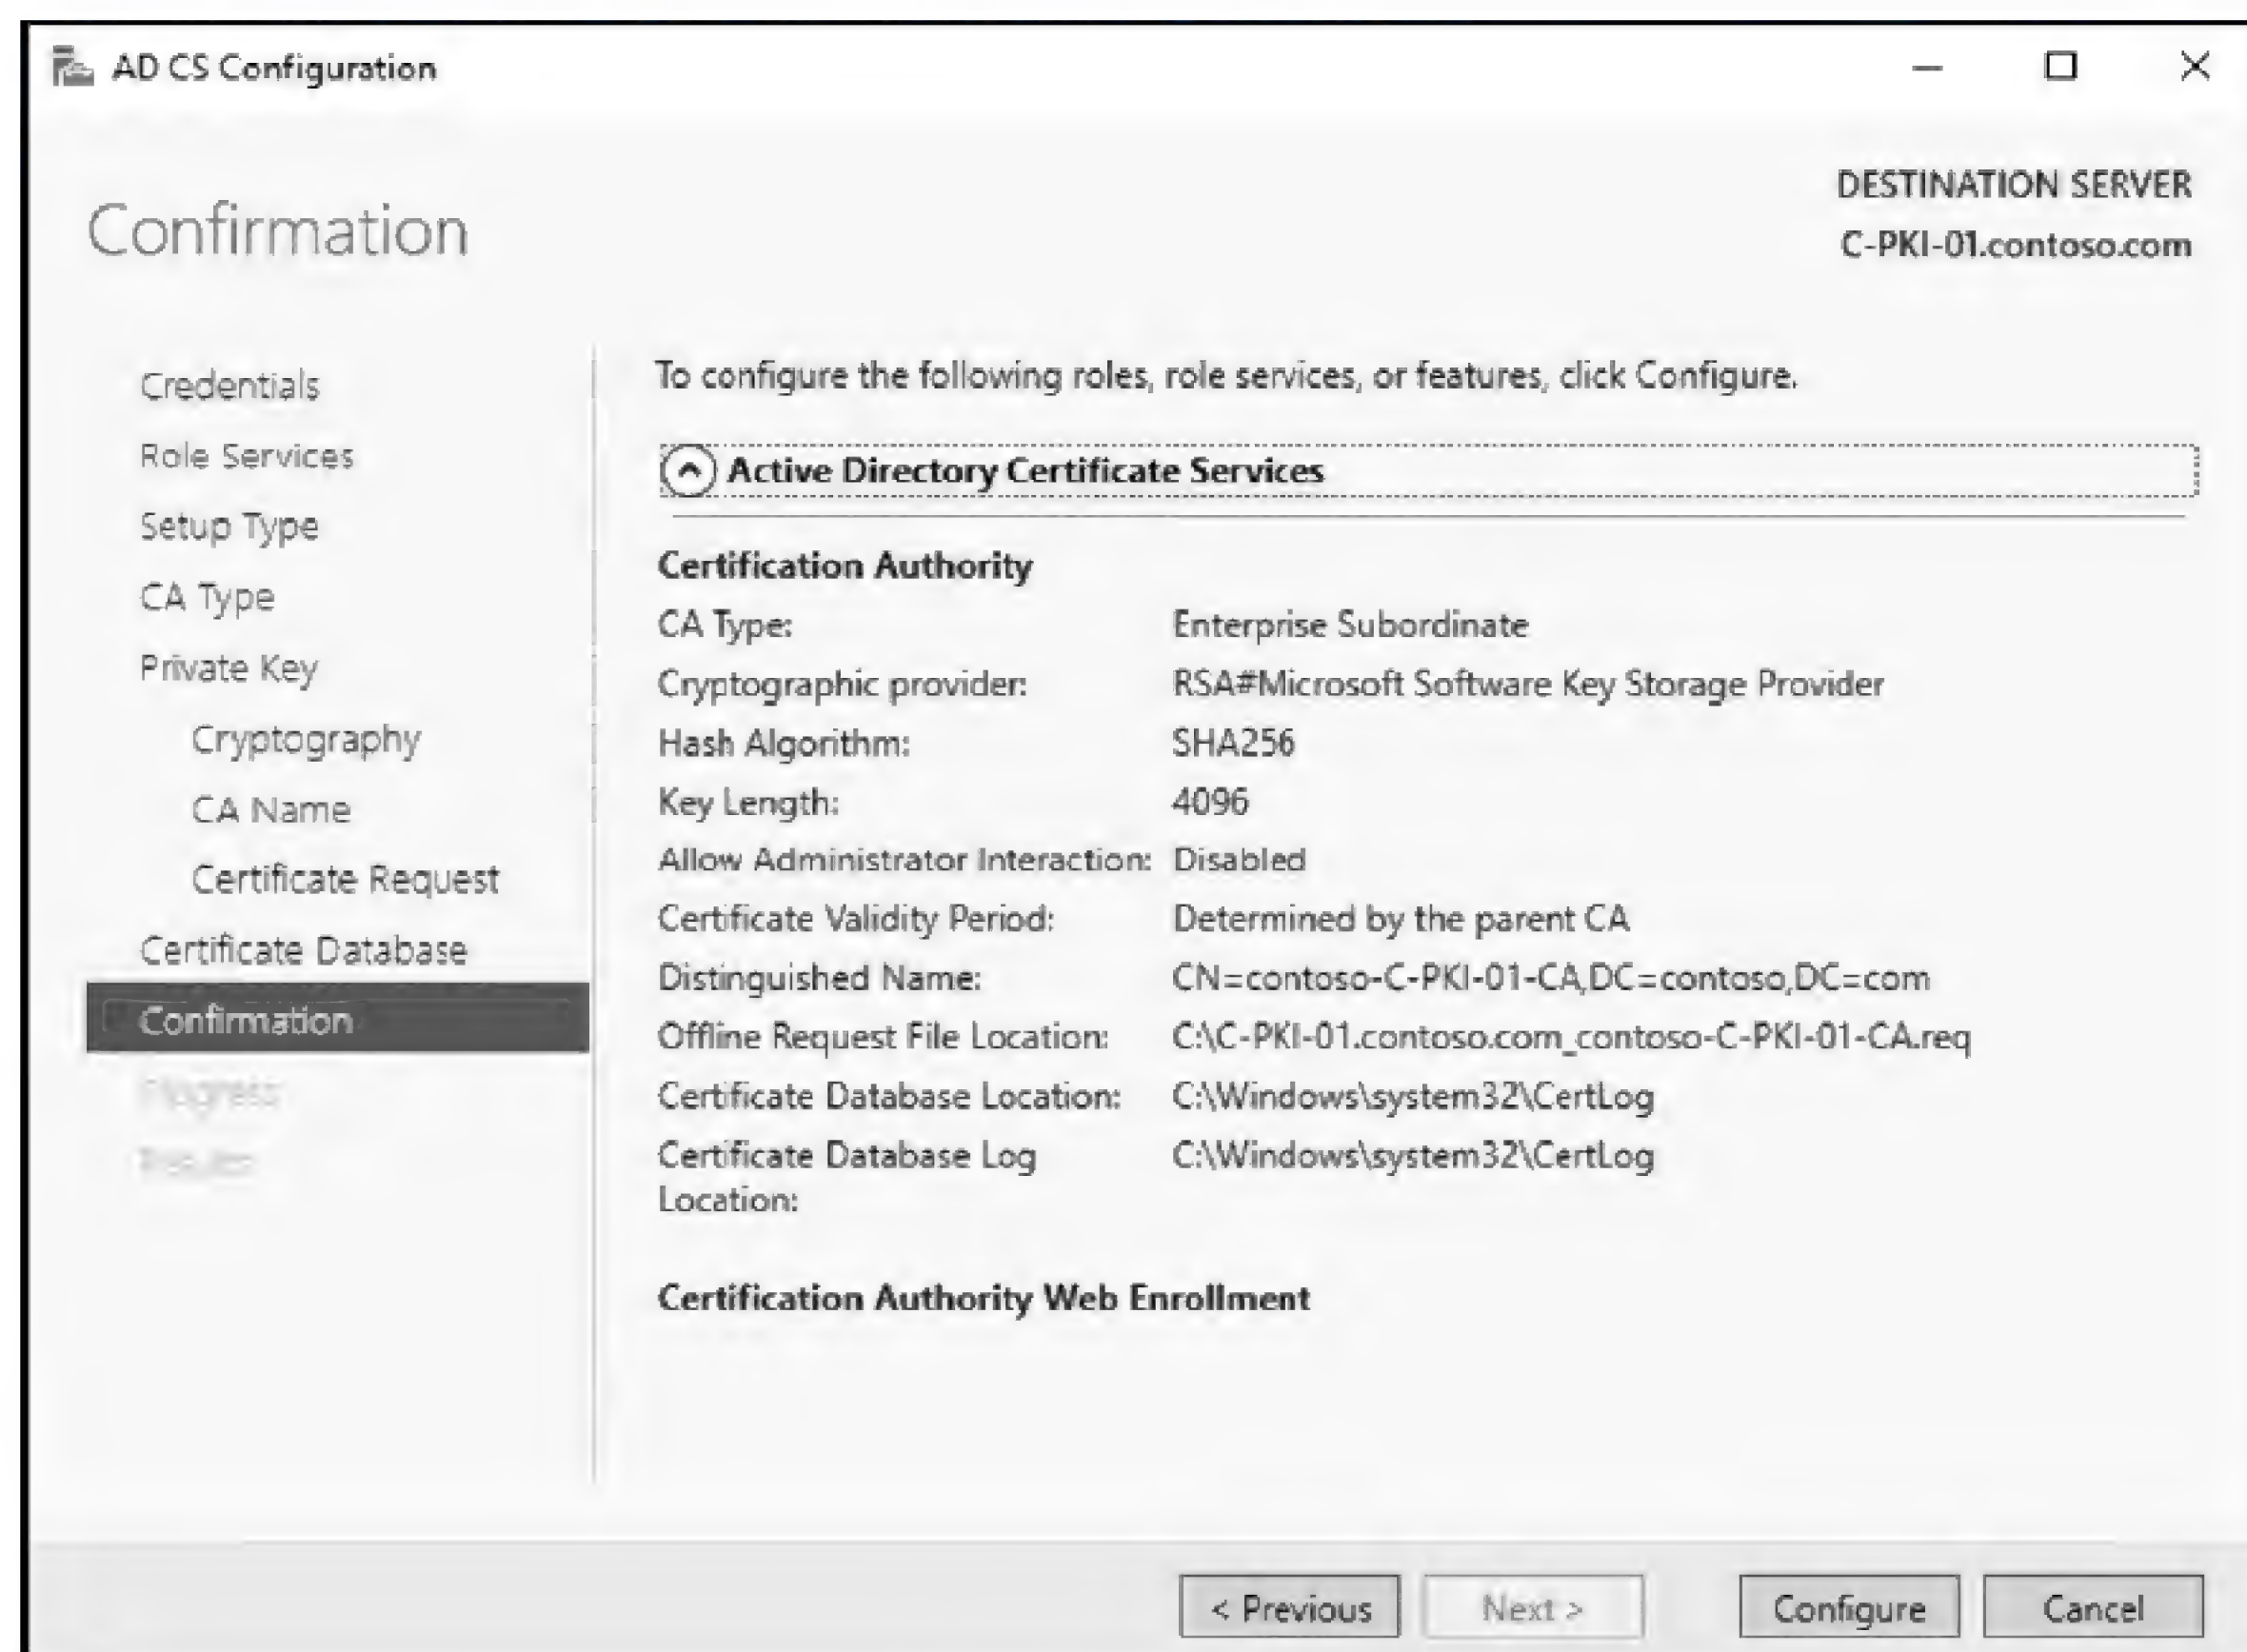 AD CS Configuration
Confirmation
DESTINATION SERVER
C-PKI-01.contoso.com
Credentials
Role Services
Setup Type
CA Type
Private Key
Cryptography
CA Name
Certificate Request
Certificate Database
Confirmation
Progress
Results
To configure the following roles, role services, or features, click Configure.
Active Directory Certificate Services
Certification Authority
CA Type: Enterprise Subordinate
Cryptographic provider: RSA#Microsoft Software Key Storage Provider
Hash Algorithm: SHA256
Key Length: 4096
Allow Administrator Interaction: Disabled
Certificate Validity Period: Determined by the parent CA
Distinguished Name: CN=contoso-C-PKI-01-CA,DC=contoso,DC=com
Offline Request File Location: C:\C-PKI-01.contoso.com_contoso-C-PKI-01-CA.req
Certificate Database Location: C:\Windows\system32\CertLog
Certificate Database Log C:\Windows\system32\CertLog
Location:
Certification Authority Web Enrollment
< Previous Next > Configure Cancel